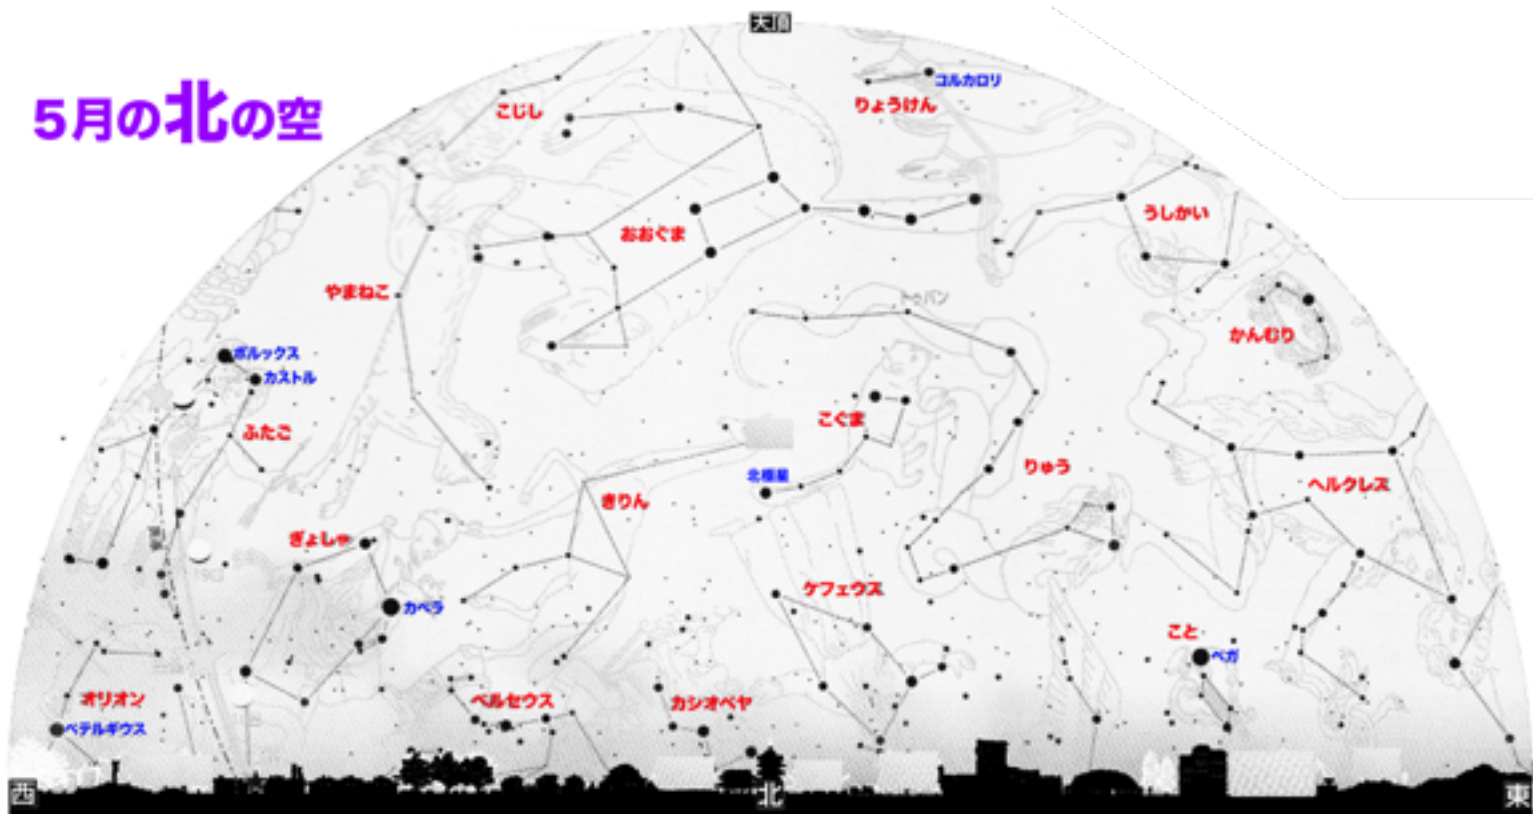 天頂
5月の北の空
コルカロリ
こじし
りょうけん
うしかい
おおぐま
やまねこ
トゥバン
かんむり
ポルックス
カストル
こぐま
ふたご
りゅう
北極星
ヘルクレス
きりん
ぎょしゃ
ケフェウス
カペラ
こと
ベガ
オリオン
ペルセウス
カシオペヤ
ベテルギウス
西
北
東